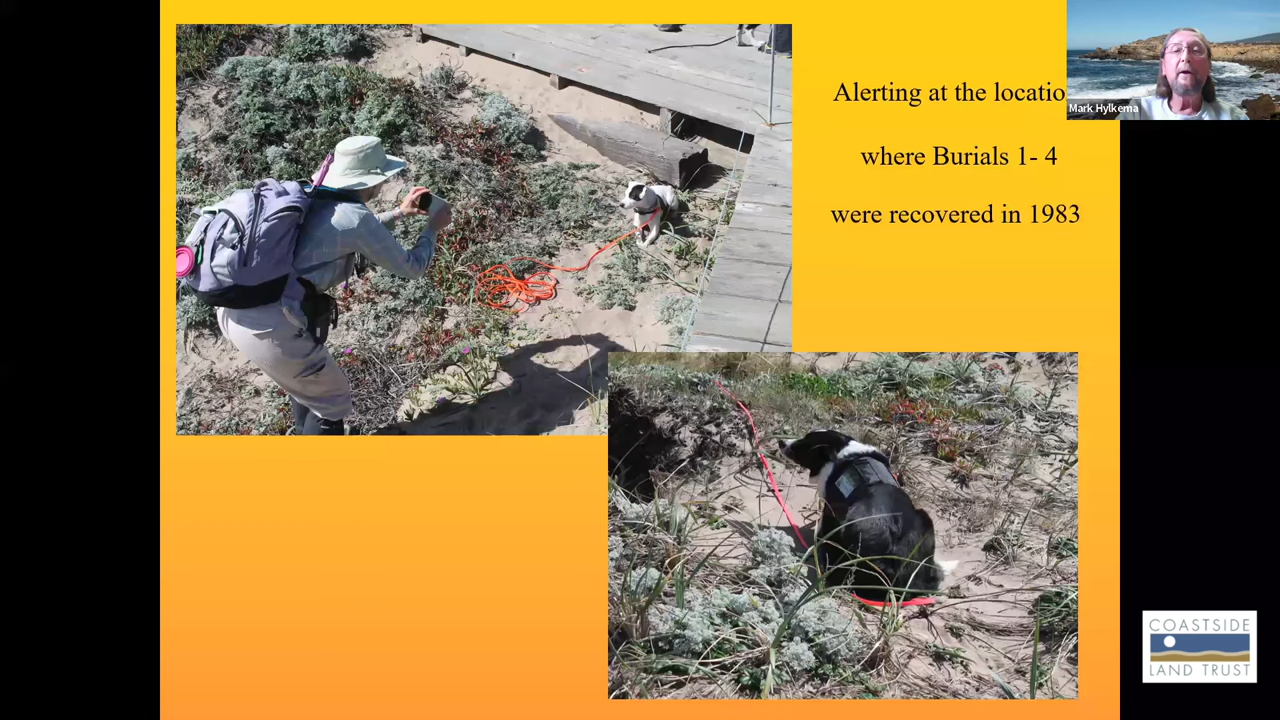 Alerting at the locatio
Mark Hylkema
where Burials 1- 4
were recovered in 1983
COASTSIDE
LAND TRUST